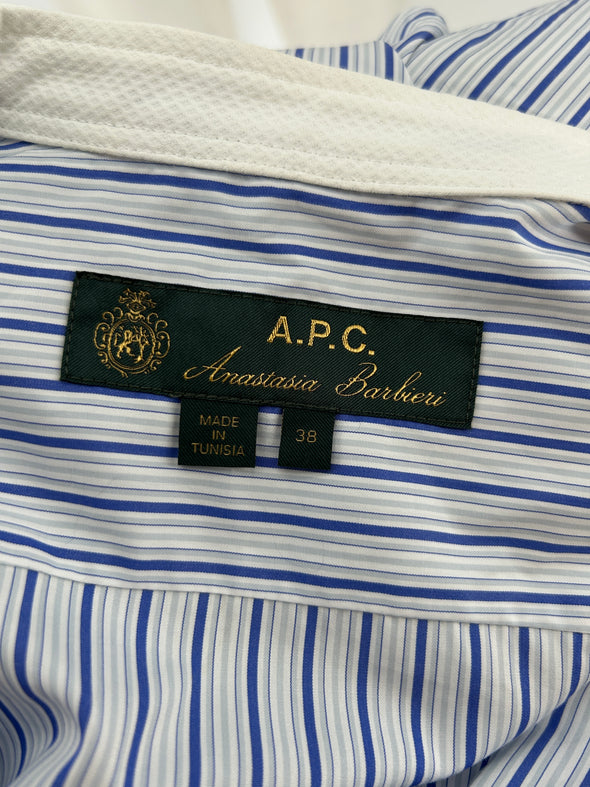 A.P.C.
Anastasia Barbieri
MADE
IN
TUNISIA
38